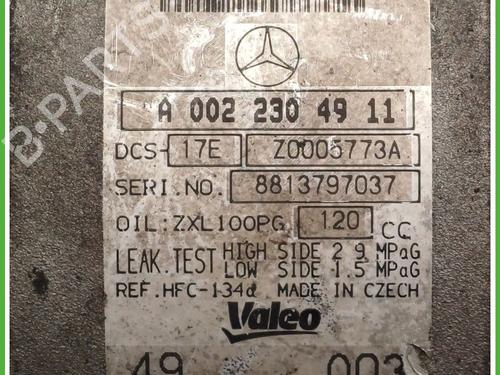 A 002 230 49 11
DCS- 17E Z0005773A
SERI.NO. 8813797037
OIL:ZXL100PG 120 CC
LEAK.TEST HIGH SIDE 2.9 MPaG
LOW SIDE 1.5 MPaG
REF.HFC-134a MADE IN CZECH
Valeo
49 003
B-PARTS